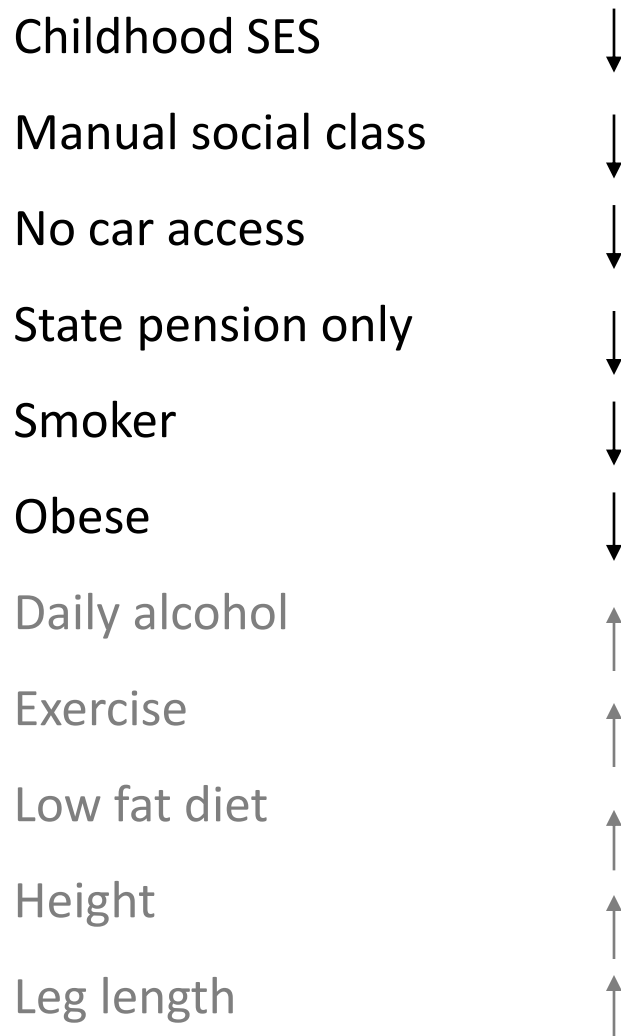 Childhood SES ↓
Manual social class ↓
No car access ↓
State pension only ↓
Smoker ↓
Obese ↓
Daily alcohol ↑
Exercise ↑
Low fat diet ↑
Height ↑
Leg length ↑